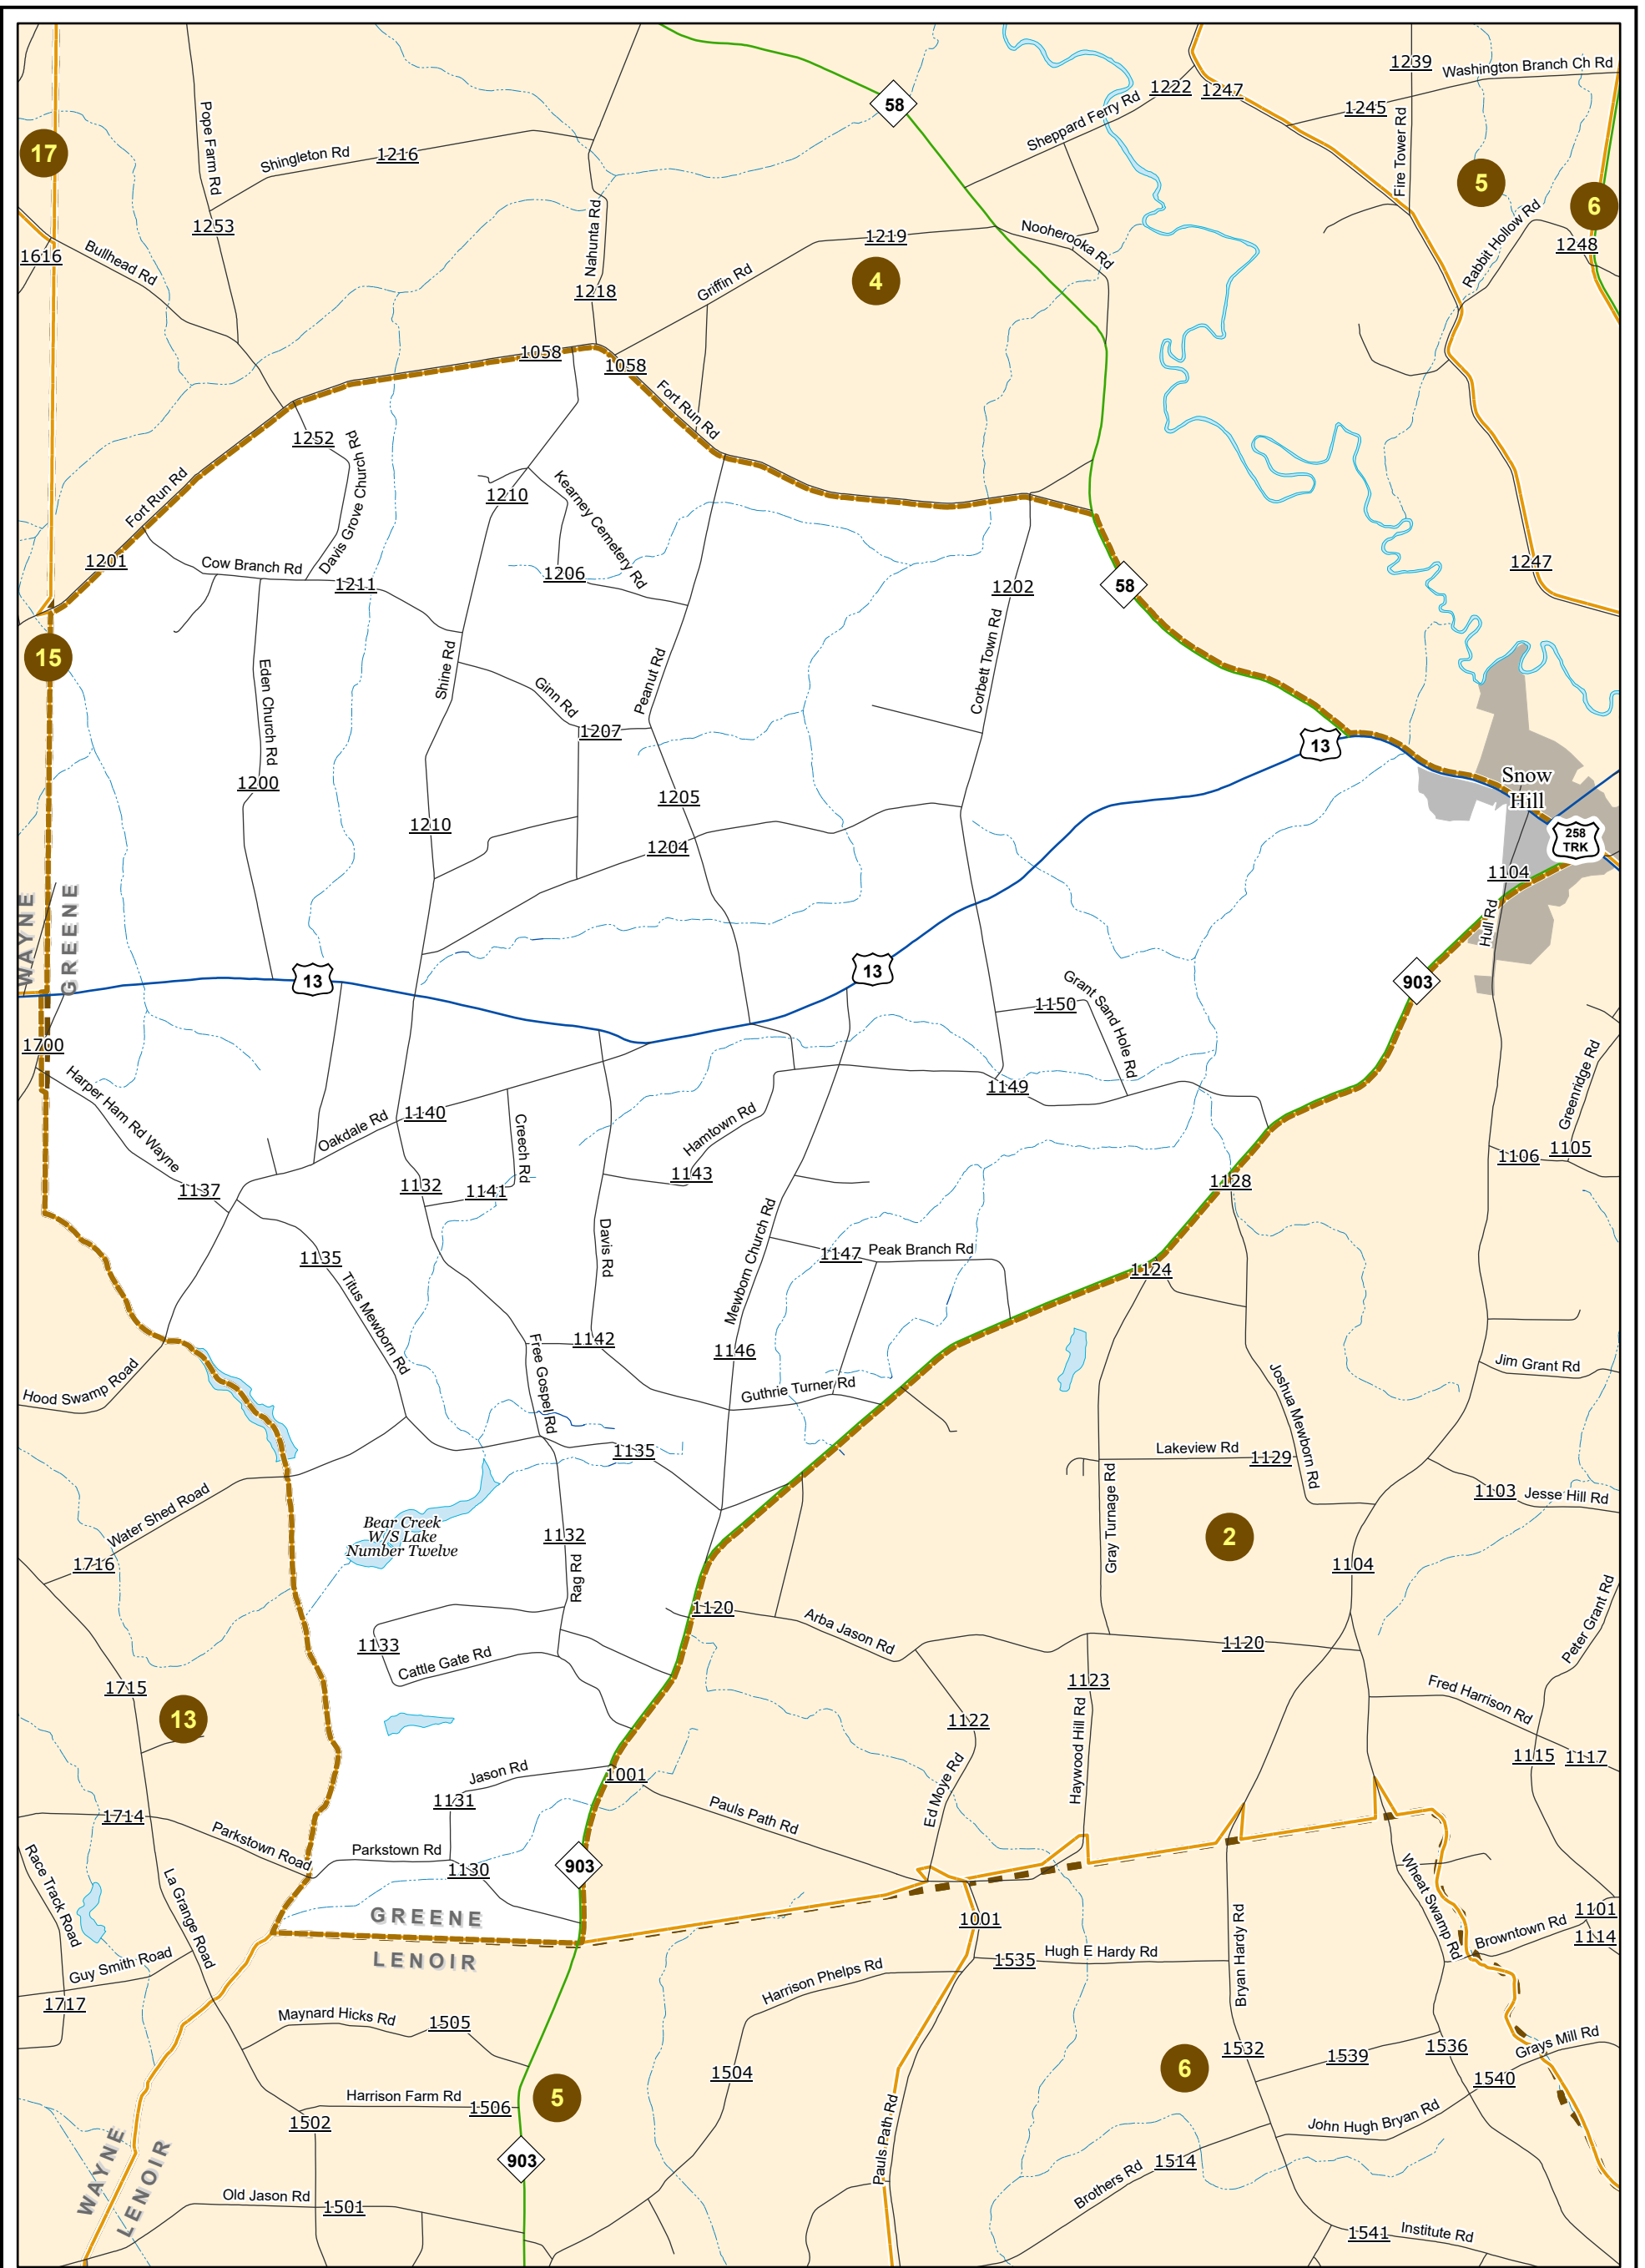 58
1239
Washington Branch Ch Rd
1222
1247
1245
Sheppard Ferry Rd
Fire Tower Rd
Pope Farm Rd
17
Shingleton Rd
1216
5
6
1253
Nahunta Rd
1219
Nooherooka Rd
Rabbit Hollow Rd
1248
1616
Bullhead Rd
Griffin Rd
4
1218
1058
1058
Fort Run Rd
1252
Davis Grove Church Rd
Fort Run Rd
1210
Kearney Cemetery Rd
1201
Cow Branch Rd
1211
1206
1202
58
1247
15
Eden Church Rd
Shine Rd
Ginn Rd
Peanut Rd
Corbett Town Rd
1207
13
Snow
Hill
1200
1205
1210
1204
258
TRK
1104
WAYNE
GREENE
Hull Rd
13
13
903
1150
Grant Sand Hole Rd
1700
Harper Ham Rd Wayne
1149
Greenridge Rd
Oakdale Rd
1140
Creech Rd
Hamtown Rd
1106
1105
1137
1132
1141
1143
1128
1135
Titus Mewborn Rd
Davis Rd
Mewborn Church Rd
1147
Peak Branch Rd
1124
1142
1146
Free Gospel Rd
Hood Swamp Road
Guthrie Turner Rd
Joshua Mewborn Rd
Jim Grant Rd
1135
Lakeview Rd
1129
1103
Jesse Hill Rd
Water Shed Road
Bear Creek
W/S Lake
Number Twelve
1132
Gray Turnage Rd
2
1716
1104
Rag Rd
1120
Arba Jason Rd
Peter Grant Rd
1133
Cattle Gate Rd
1120
1715
1123
Fred Harrison Rd
13
1122
Haywood Hill Rd
1115
1117
Jason Rd
1001
1131
Ed Moye Rd
1714
Pauls Path Rd
Parkstown Road
Parkstown Rd
1130
903
Race Track Road
La Grange Road
Wheat Swamp Rd
GREENE
1001
Bryan Hardy Rd
1101
Browntown Rd
1114
LENOIR
1535
Hugh E Hardy Rd
Guy Smith Road
Harrison Phelps Rd
1717
Maynard Hicks Rd
1505
1532
1539
1536
Grays Mill Rd
1504
6
1540
Harrison Farm Rd
1506
5
1502
John Hugh Bryan Rd
Pauls Path Rd
WAYNE
LENOIR
903
Brothers Rd
1514
Old Jason Rd
1501
1541
Institute Rd